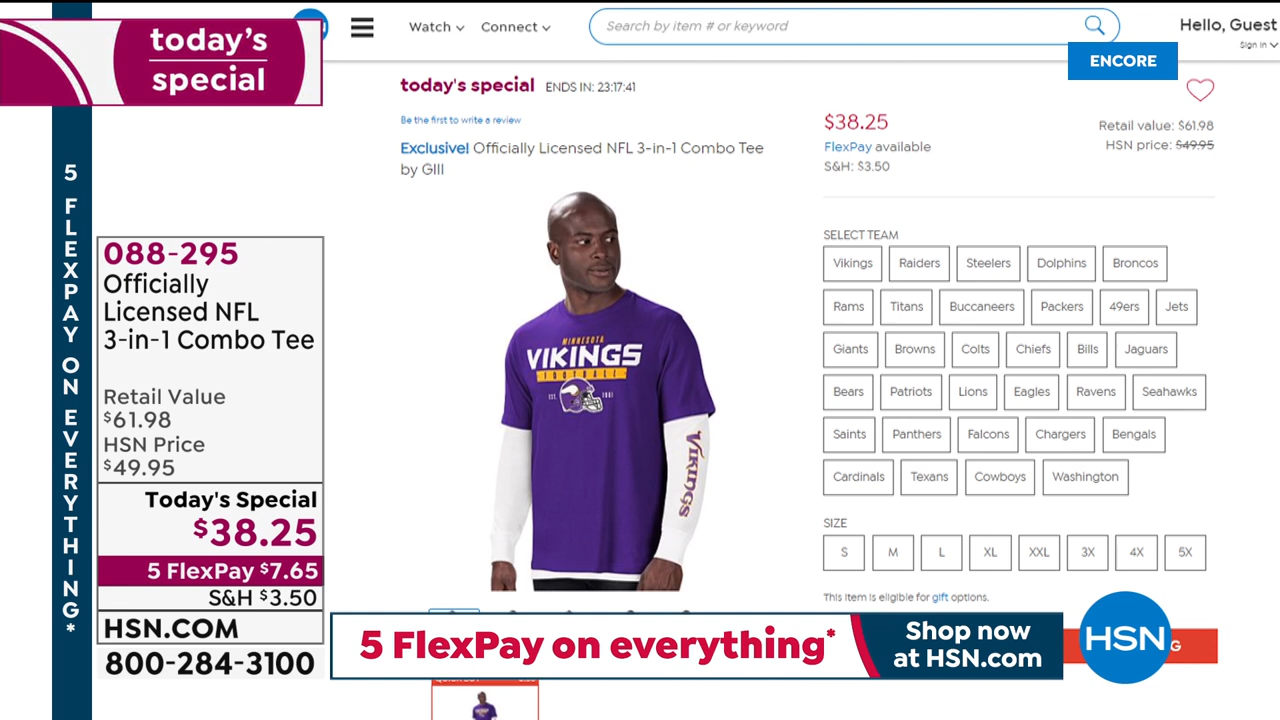 today's
special
5 FLEXPAY ON EVERYTHING*
088-295
Officially
Licensed NFL
3-in-1 Combo Tee
Retail Value
$61.98
HSN Price
$49.95
Today's Special
$38.25
5 FlexPay $7.65
S&H $3.50
HSN.COM
800-284-3100
Watch
Connect
Search by item # or keyword
Hello, Guest
Sign in
ENCORE
today's special ENDS IN: 23:17:41
Be the first to write a review
Exclusive! Officially Licensed NFL 3-in-1 Combo Tee
by GIII
MINNESOTA
VIKINGS
FOOTBALL
EST. 1961
VIKINGS
$38.25
FlexPay available
S&H: $3.50
Retail value: $61.98
HSN price: $49.95
SELECT TEAM
Vikings Raiders Steelers Dolphins Broncos
Rams Titans Buccaneers Packers 49ers Jets
Giants Browns Colts Chiefs Bills Jaguars
Bears Patriots Lions Eagles Ravens Seahawks
Saints Panthers Falcons Chargers Bengals
Cardinals Texans Cowboys Washington
SIZE
S M L XL XXL 3X 4X 5X
This item is eligible for gift options.
5 FlexPay on everything*
Shop now
at HSN.com
HSN
G